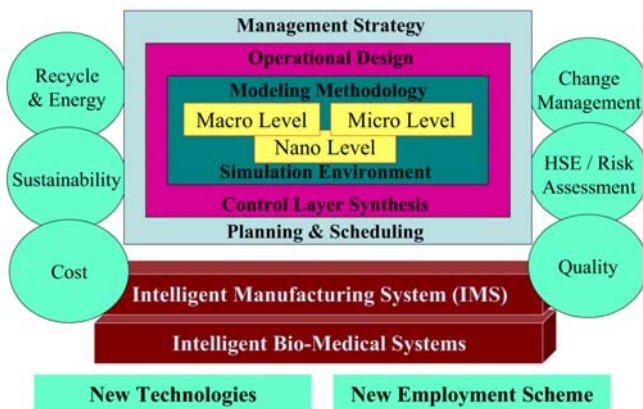 Management Strategy
Operational Design
Modeling Methodology
Macro Level
Micro Level
Nano Level
Simulation Environment
Control Layer Synthesis
Planning & Scheduling
Recycle
& Energy
Sustainability
Cost
Change
Management
HSE / Risk
Assessment
Quality
Intelligent Manufacturing System (IMS)
Intelligent Bio-Medical Systems
New Technologies
New Employment Scheme